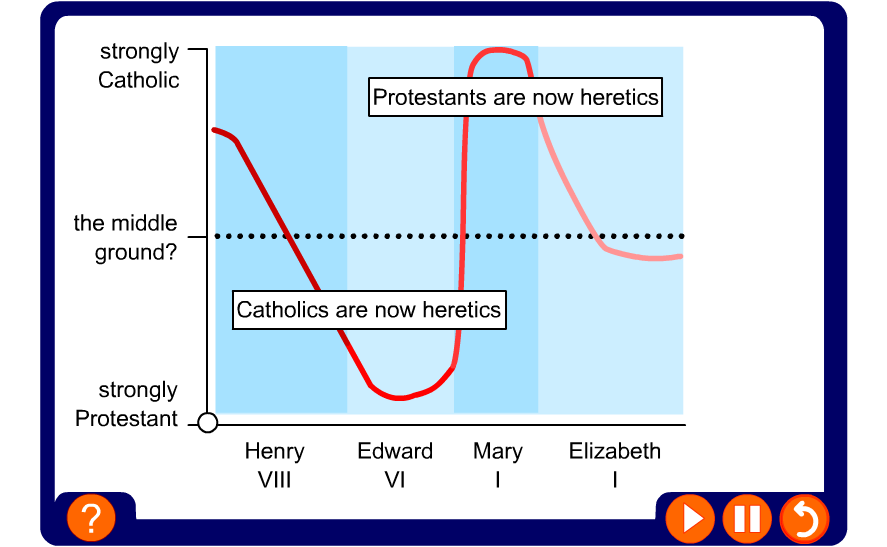 strongly
Catholic
Protestants are now heretics
the middle
ground?
Catholics are now heretics
strongly
Protestant
Henry
VIII
Edward
VI
Mary
I
Elizabeth
I
?